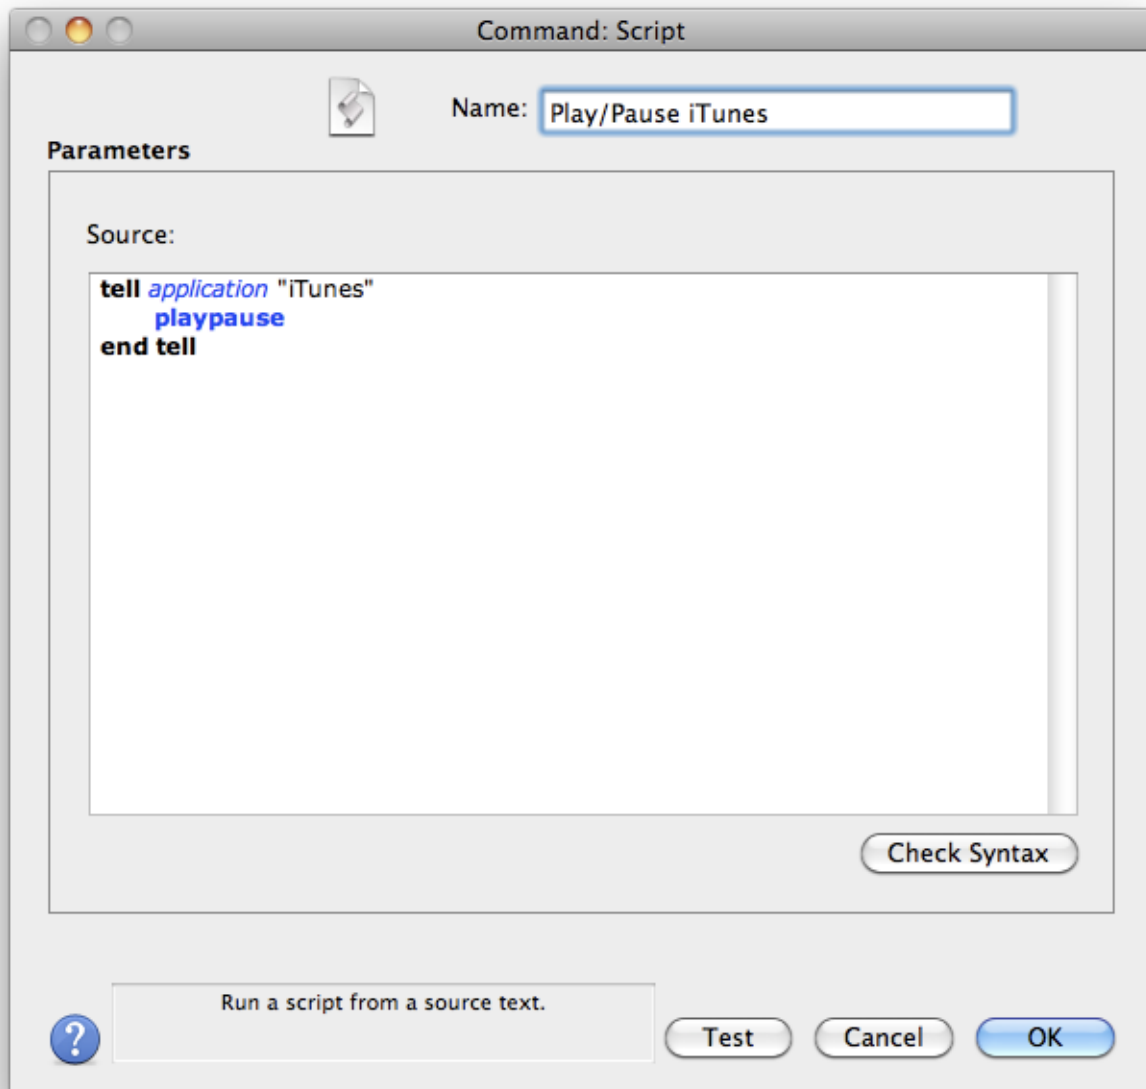 Command: Script
Name: Play/Pause iTunes
Parameters
Source:
tell application "iTunes"
playpause
end tell
Check Syntax
Run a script from a source text.
? Test Cancel OK